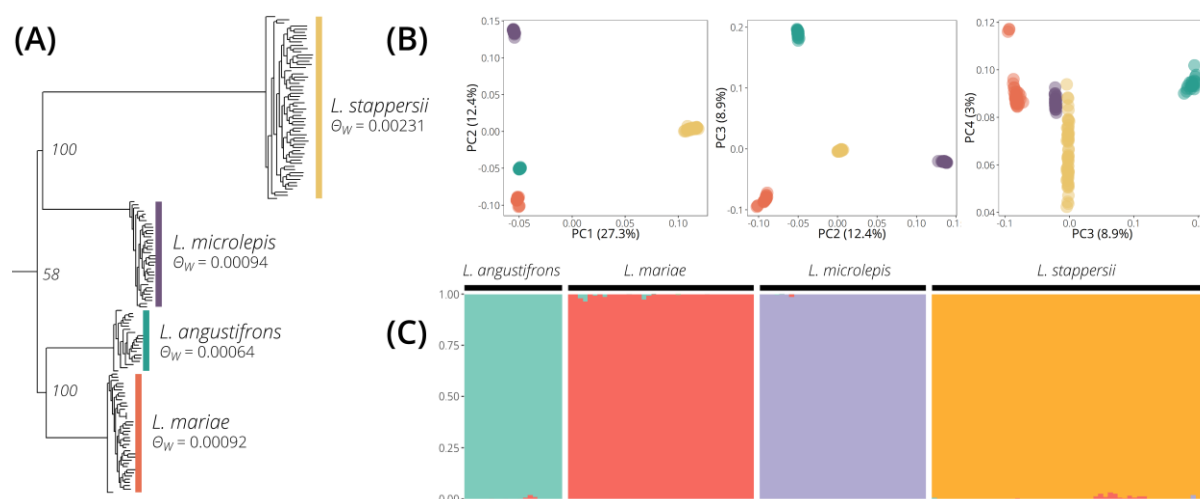 (A)
L. stappersii
Θw = 0.00231
100
L. microlepis
Θw = 0.00094
58
L. angustifrons
Θw = 0.00064
100
L. mariae
Θw = 0.00092
(B)
0.15
0.10
0.05
0.00
-0.05
-0.10
PC2 (12.4%)
-0.05
0.00
0.05
0.10
PC1 (27.3%)
0.2
0.1
0.0
-0.1
PC3 (8.9%)
-0.10
-0.05
0.00
0.05
0.10
0.15
PC2 (12.4%)
0.12
0.10
0.08
0.06
0.04
PC4 (3%)
-0.1
0.0
0.1
PC3 (8.9%)
L. angustifrons
L. mariae
L. microlepis
L. stappersii
(C)
1.00
0.75
0.50
0.25
0.00